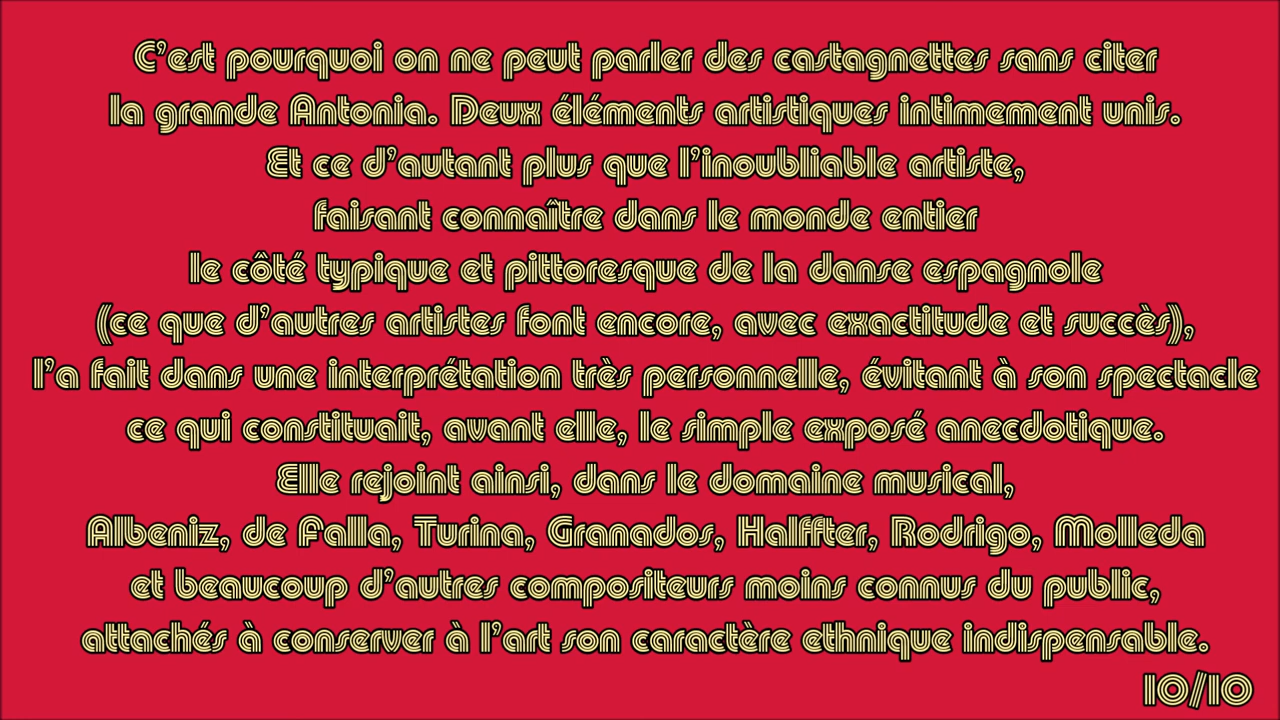 C’est pourquoi on ne peut parler des castagnettes sans citer
la grande Antonia. Deux éléments artistiques intimement unis.
Et ce d’autant plus que l’inoubliable artiste,
faisant connaître dans le monde entier
le côté typique et pittoresque de la danse espagnole
(ce que d’autres artistes font encore, avec exactitude et succès),
l’a fait dans une interprétation très personnelle, évitant à son spectacle
ce qui constituait, avant elle, le simple exposé anecdotique.
Elle rejoint ainsi, dans le domaine musical,
Albeniz, de Falla, Turina, Granados, Halffter, Rodrigo, Molleda
et beaucoup d’autres compositeurs moins connus du public,
attachés à conserver à l’art son caractère ethnique indispensable.
10/10